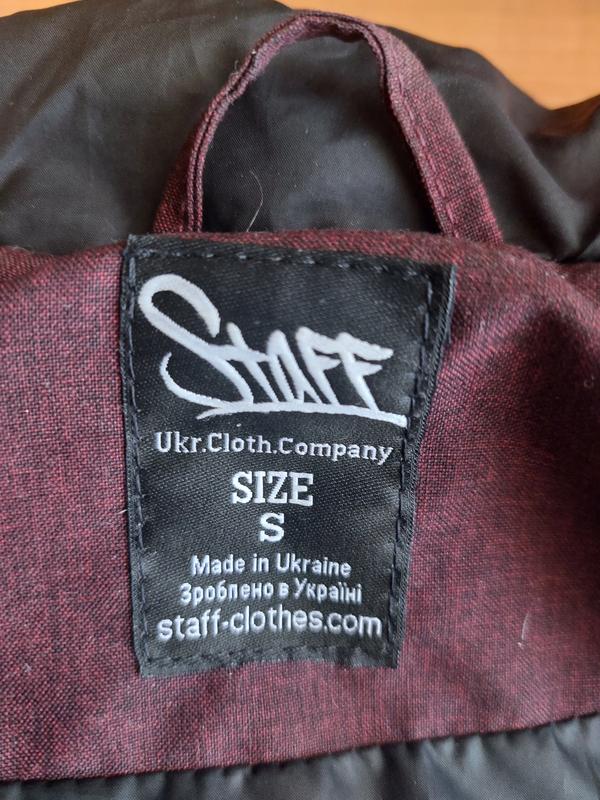 Staff
Ukr.Cloth.Company
SIZE
S
Made in Ukraine
Зроблено в Україні
staff-clothes.com